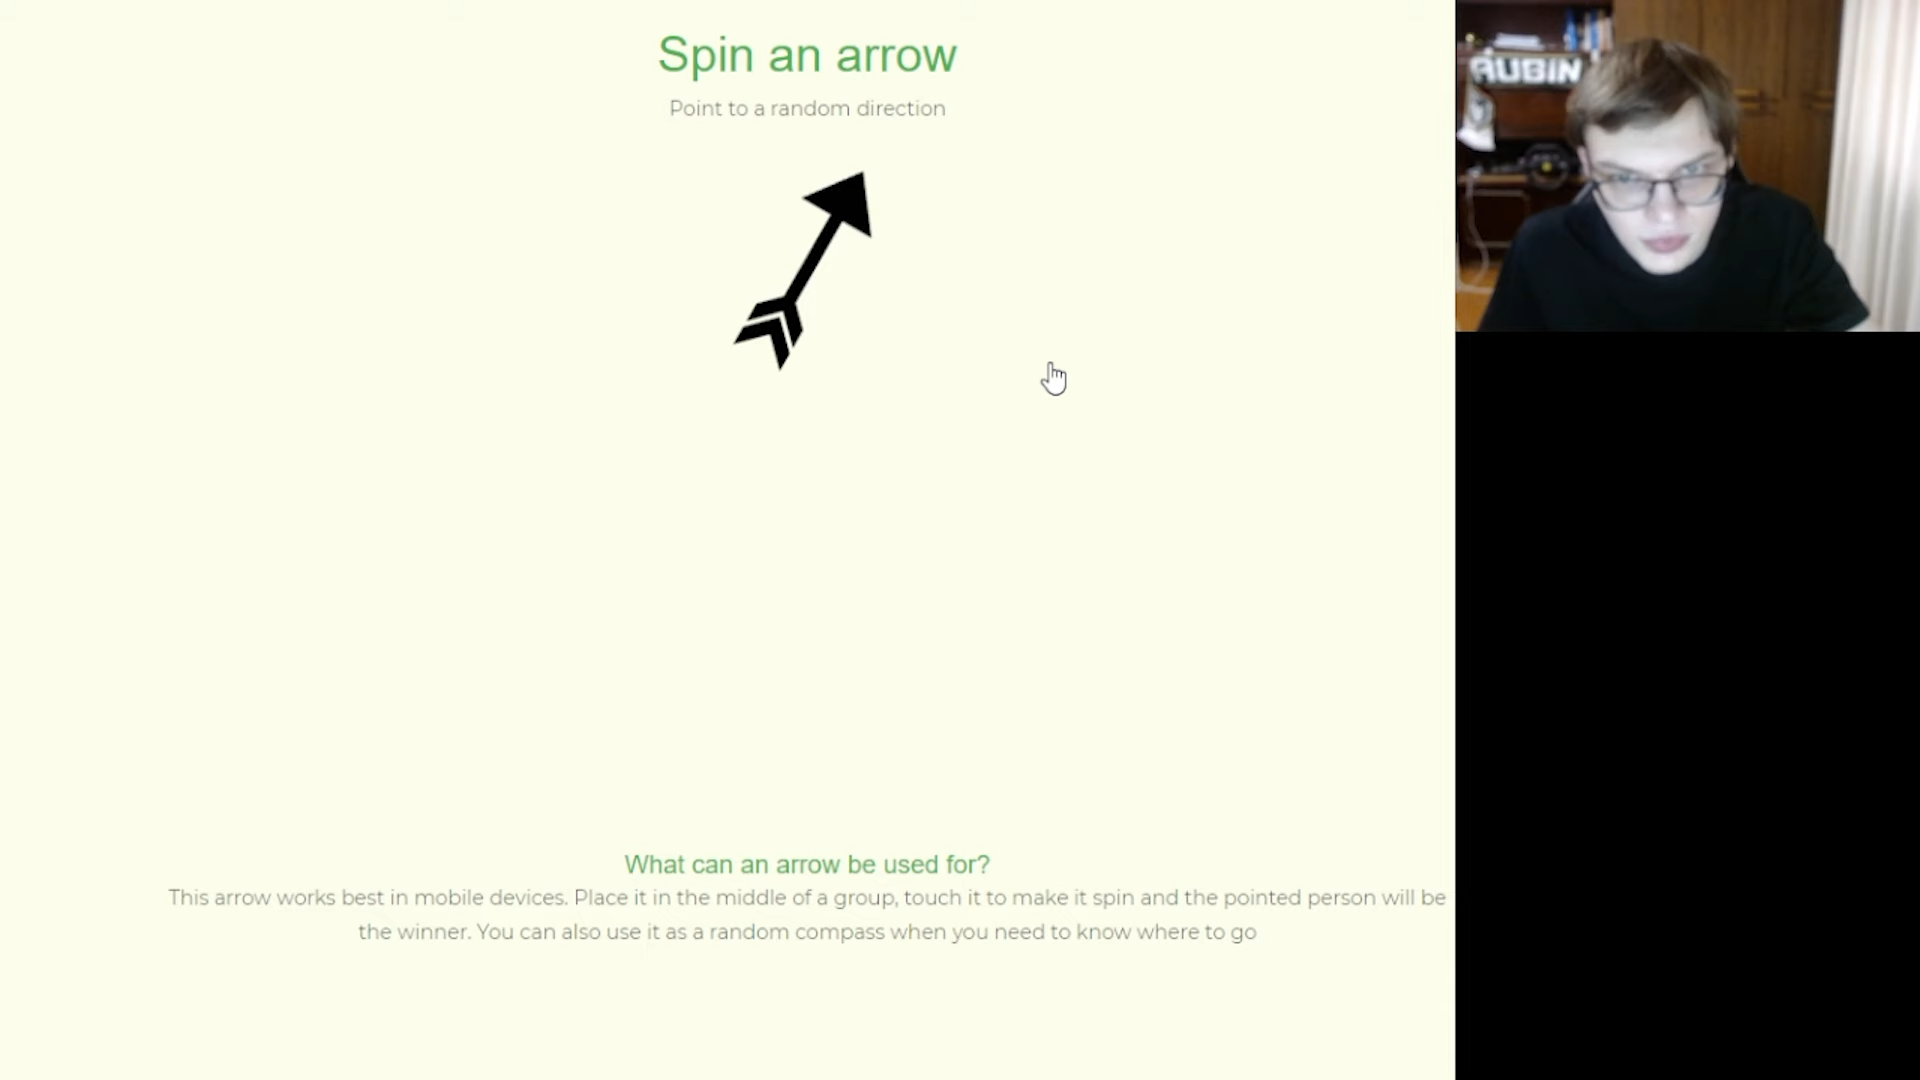 Spin an arrow
Point to a random direction
RUBIN
What can an arrow be used for?
This arrow works best in mobile devices. Place it in the middle of a group, touch it to make it spin and the pointed person will be
the winner. You can also use it as a random compass when you need to know where to go